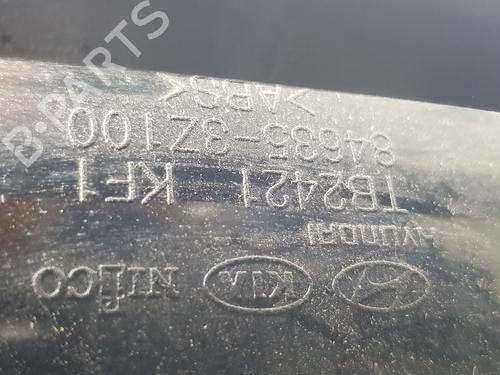 B-PARTS
>ABS<
84635-3Z100
TB2421 KF1
HYUNDAI
NIFCO KIA